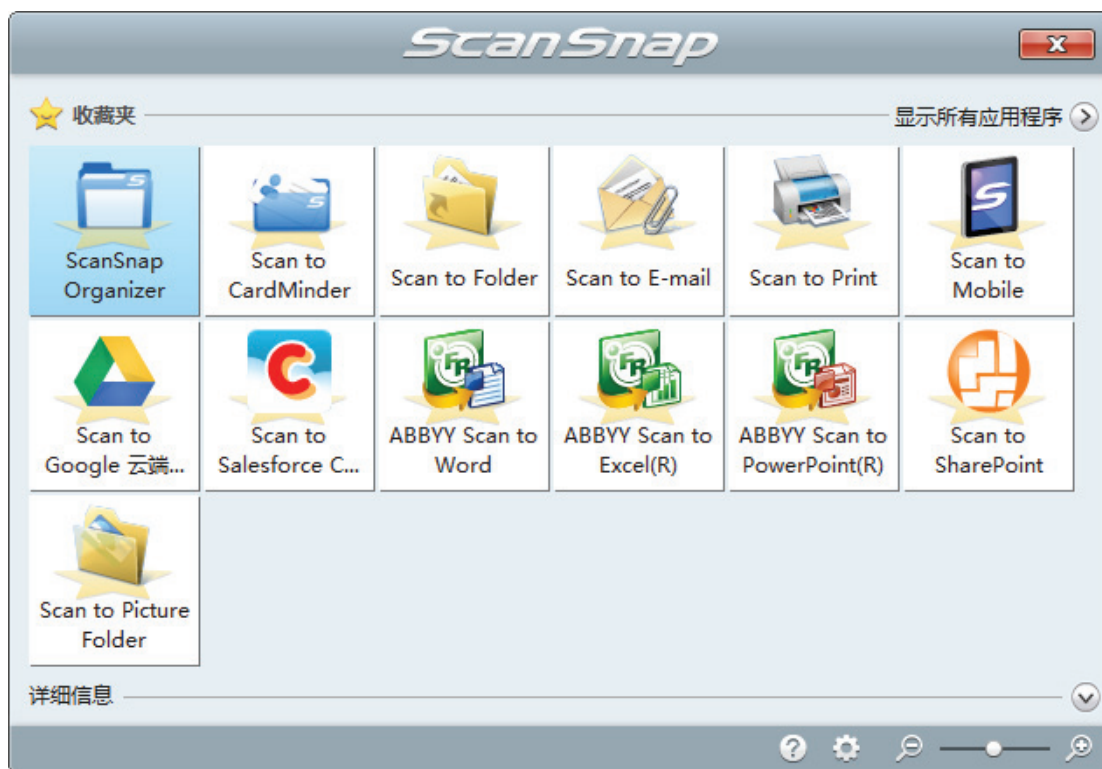 ScanSnap
收藏夹
显示所有应用程序
ScanSnap
Organizer
Scan to
CardMinder
Scan to Folder
Scan to E-mail
Scan to Print
Scan to
Mobile
Scan to
Google 云端...
Scan to
Salesforce C...
ABBYY Scan to
Word
ABBYY Scan to
Excel(R)
ABBYY Scan to
PowerPoint(R)
Scan to
SharePoint
Scan to Picture
Folder
详细信息